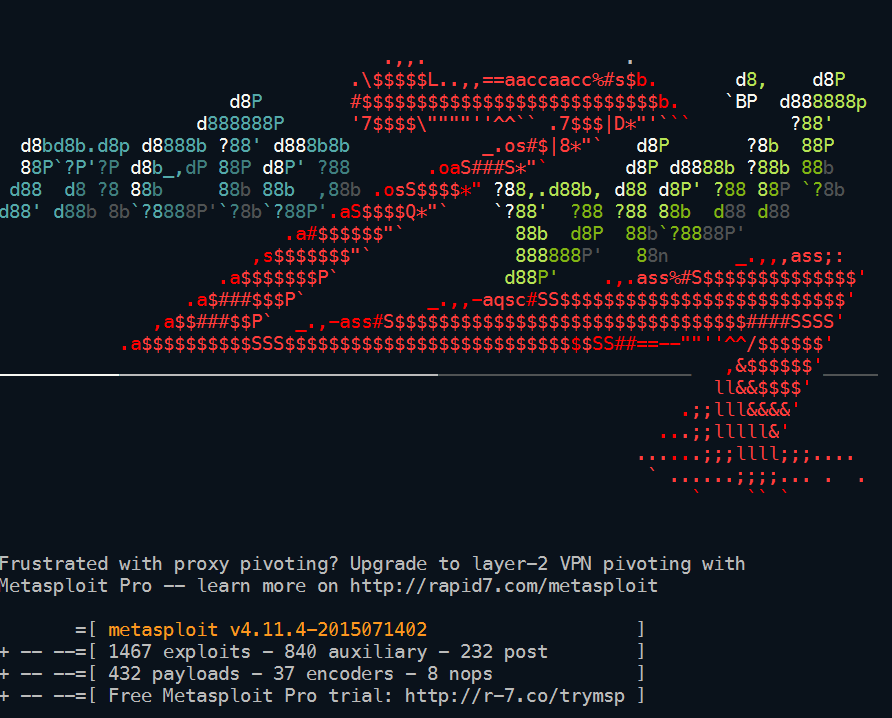 Frustrated with proxy pivoting? Upgrade to layer-2 VPN pivoting with
Metasploit Pro -- learn more on http://rapid7.com/metasploit
=[ metasploit v4.11.4-2015071402 ]
+ -- --=[ 1467 exploits - 840 auxiliary - 232 post ]
+ -- --=[ 432 payloads - 37 encoders - 8 nops ]
+ -- --=[ Free Metasploit Pro trial: http://r-7.co/trymsp ]